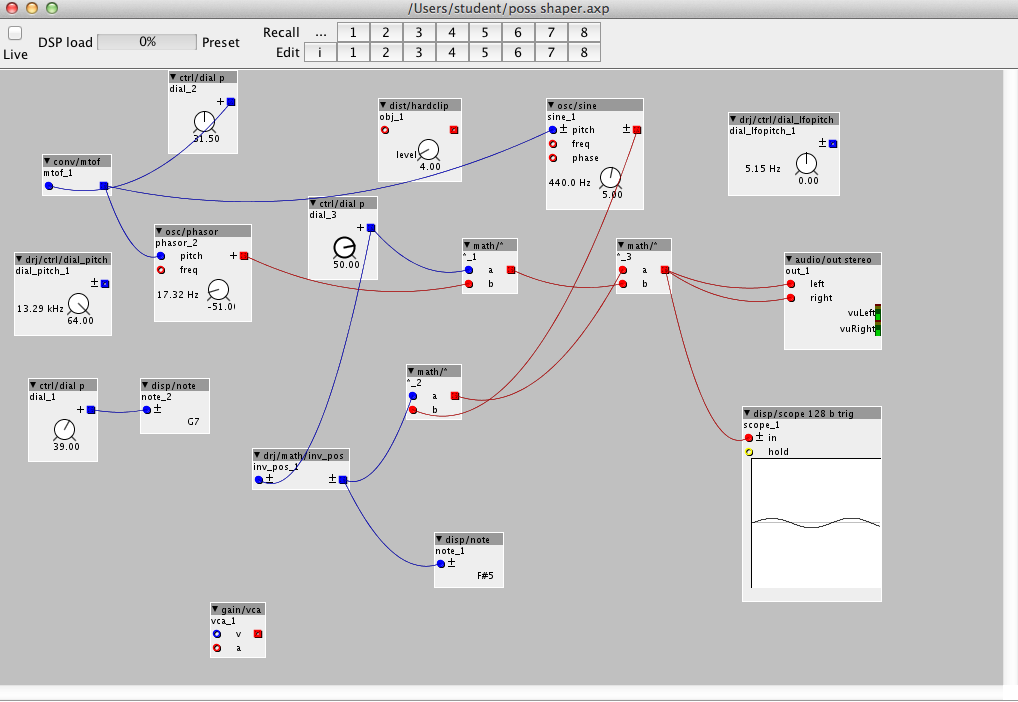 /Users/student/poss shaper.axp
Live
DSP load 0% Preset
Recall ... 1 2 3 4 5 6 7 8
Edit i 1 2 3 4 5 6 7 8
ctrl/dial p
dial_2
+
31.50
dist/hardclip
obj_1
level
4.00
osc/sine
sine_1
± pitch ±
freq
phase
440.0 Hz
5.00
drj/ctrl/dial_lfopitch
dial_lfopitch_1
±
5.15 Hz
0.00
conv/mtof
mtof_1
ctrl/dial p
dial_3
+
50.00
osc/phasor
phasor_2
pitch +
freq
17.32 Hz
-51.0
drj/ctrl/dial_pitch
dial_pitch_1
±
13.29 kHz
64.00
math/*
*_1
a
b
math/*
*_3
a
b
audio/out stereo
out_1
left
right
vuLeft
vuRight
ctrl/dial p
dial_1
+
39.00
disp/note
note_2
±
G7
math/*
*_2
a
b
disp/scope 128 b trig
scope_1
± in
hold
drj/math/inv_pos
inv_pos_1
± ±
disp/note
note_1
±
F#5
gain/vca
vca_1
v
a